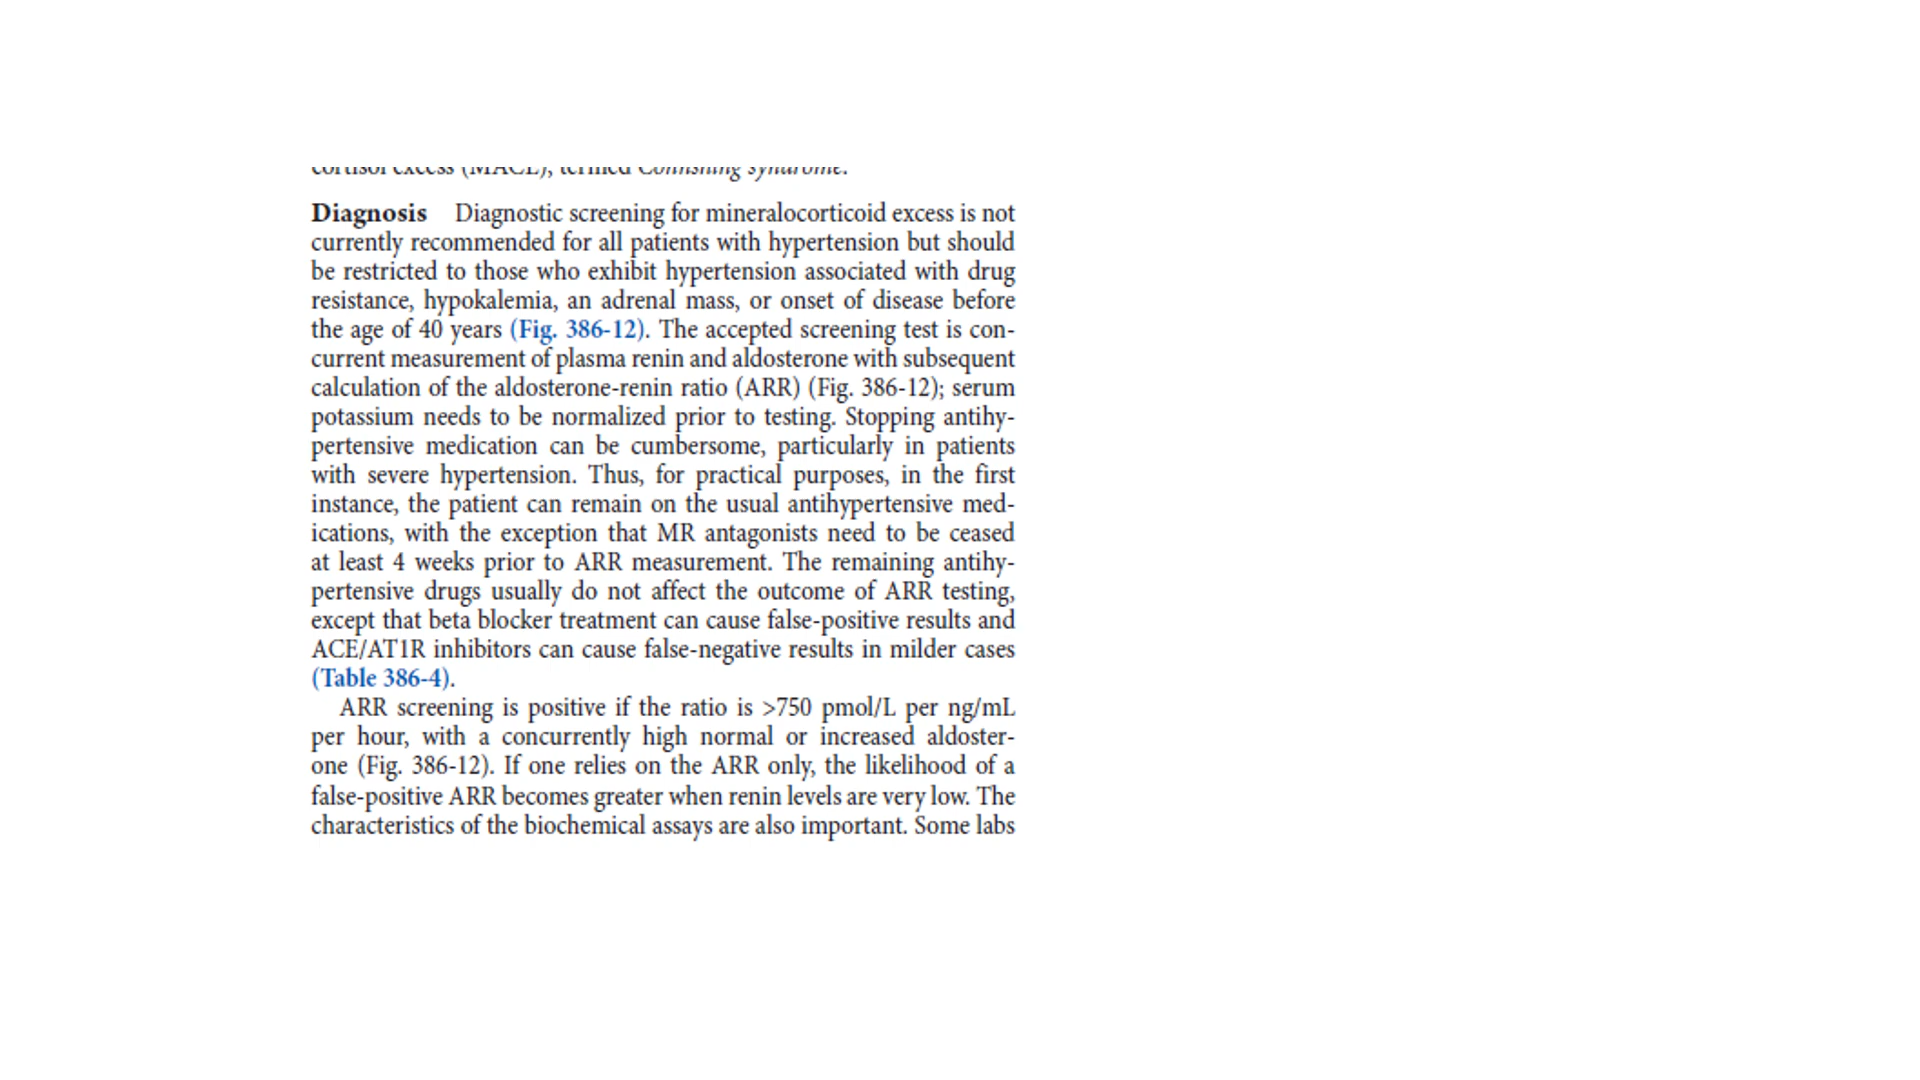 cortisol excess (MACE), termed Connshing syndrome.
Diagnosis Diagnostic screening for mineralocorticoid excess is not
currently recommended for all patients with hypertension but should
be restricted to those who exhibit hypertension associated with drug
resistance, hypokalemia, an adrenal mass, or onset of disease before
the age of 40 years (Fig. 386-12). The accepted screening test is con-
current measurement of plasma renin and aldosterone with subsequent
calculation of the aldosterone-renin ratio (ARR) (Fig. 386-12); serum
potassium needs to be normalized prior to testing. Stopping antihy-
pertensive medication can be cumbersome, particularly in patients
with severe hypertension. Thus, for practical purposes, in the first
instance, the patient can remain on the usual antihypertensive med-
ications, with the exception that MR antagonists need to be ceased
at least 4 weeks prior to ARR measurement. The remaining antihy-
pertensive drugs usually do not affect the outcome of ARR testing,
except that beta blocker treatment can cause false-positive results and
ACE/AT1R inhibitors can cause false-negative results in milder cases
(Table 386-4).
ARR screening is positive if the ratio is >750 pmol/L per ng/mL
per hour, with a concurrently high normal or increased aldoster-
one (Fig. 386-12). If one relies on the ARR only, the likelihood of a
false-positive ARR becomes greater when renin levels are very low. The
characteristics of the biochemical assays are also important. Some labs